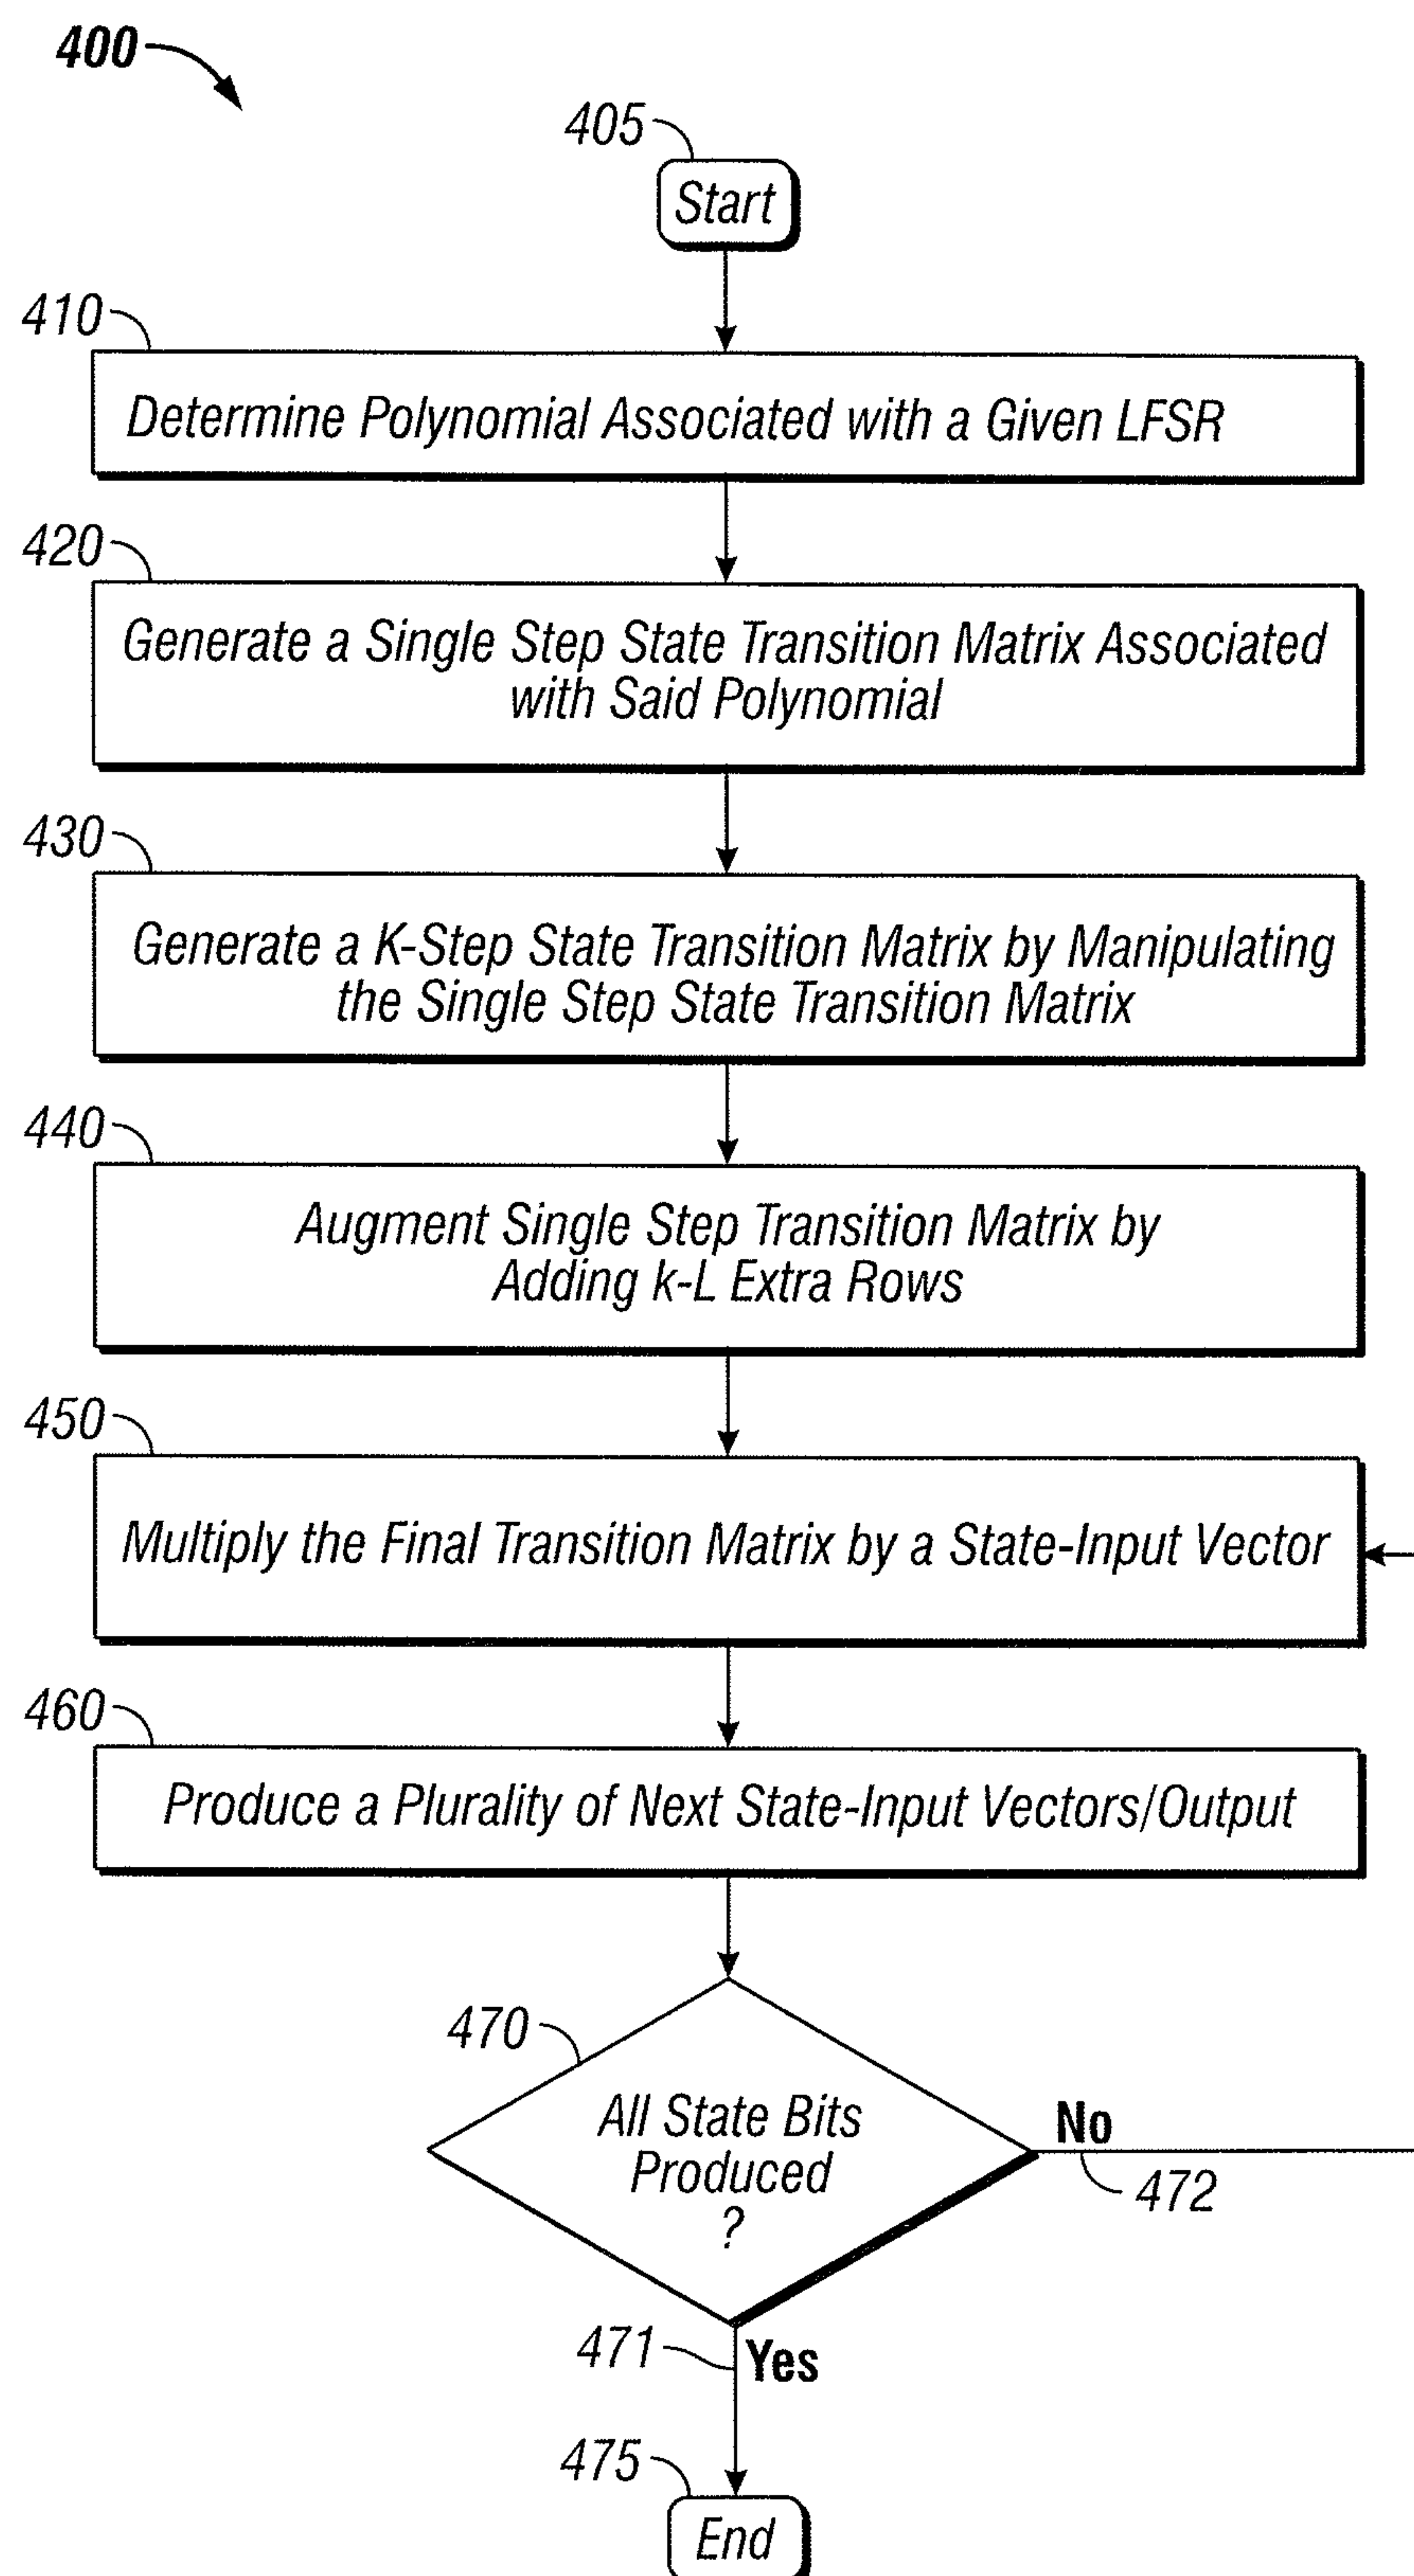 400
405
Start
410
Determine Polynomial Associated with a Given LFSR
420
Generate a Single Step State Transition Matrix Associated
with Said Polynomial
430
Generate a K-Step State Transition Matrix by Manipulating
the Single Step State Transition Matrix
440
Augment Single Step Transition Matrix by
Adding k-L Extra Rows
450
Multiply the Final Transition Matrix by a State-Input Vector
460
Produce a Plurality of Next State-Input Vectors/Output
470
All State Bits
Produced
?
No
472
471
Yes
475
End